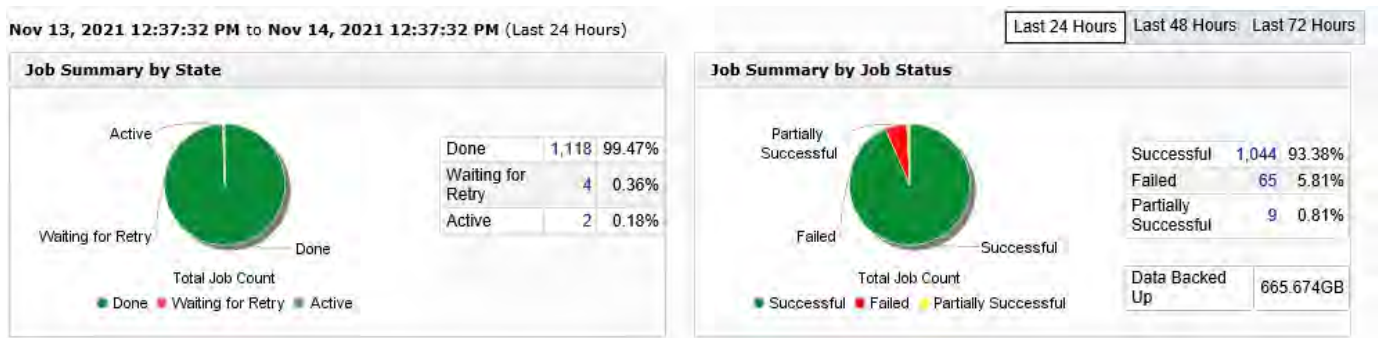 Nov 13, 2021 12:37:32 PM to Nov 14, 2021 12:37:32 PM (Last 24 Hours)
Last 24 Hours Last 48 Hours Last 72 Hours
Job Summary by State
Active
Waiting for Retry
Done
Total Job Count
Done Waiting for Retry Active
Done 1,118 99.47%
Waiting for
Retry 4 0.36%
Active 2 0.18%
Job Summary by Job Status
Partially
Successful
Failed
Successful
Total Job Count
Successful Failed Partially Successful
Successful 1,044 93.38%
Failed 65 5.81%
Partially
Successful 9 0.81%
Data Backed
Up 665.674GB